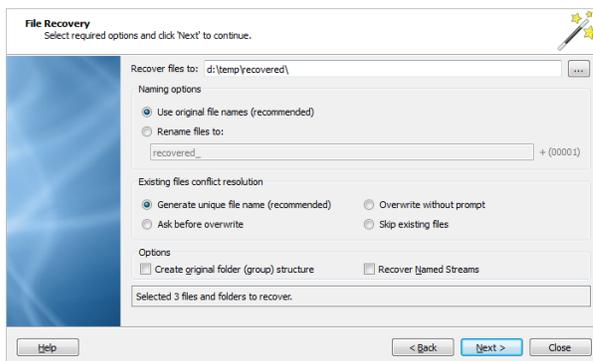 File Recovery
Select required options and click 'Next' to continue.
Recover files to: d:\temp\recovered\ ...
Naming options
Use original file names (recommended)
Rename files to:
recovered_ + (00001)
Existing files conflict resolution
Generate unique file name (recommended) Overwrite without prompt
Ask before overwrite Skip existing files
Options
Create original folder (group) structure Recover Named Streams
Selected 3 files and folders to recover.
Help < Back Next > Close